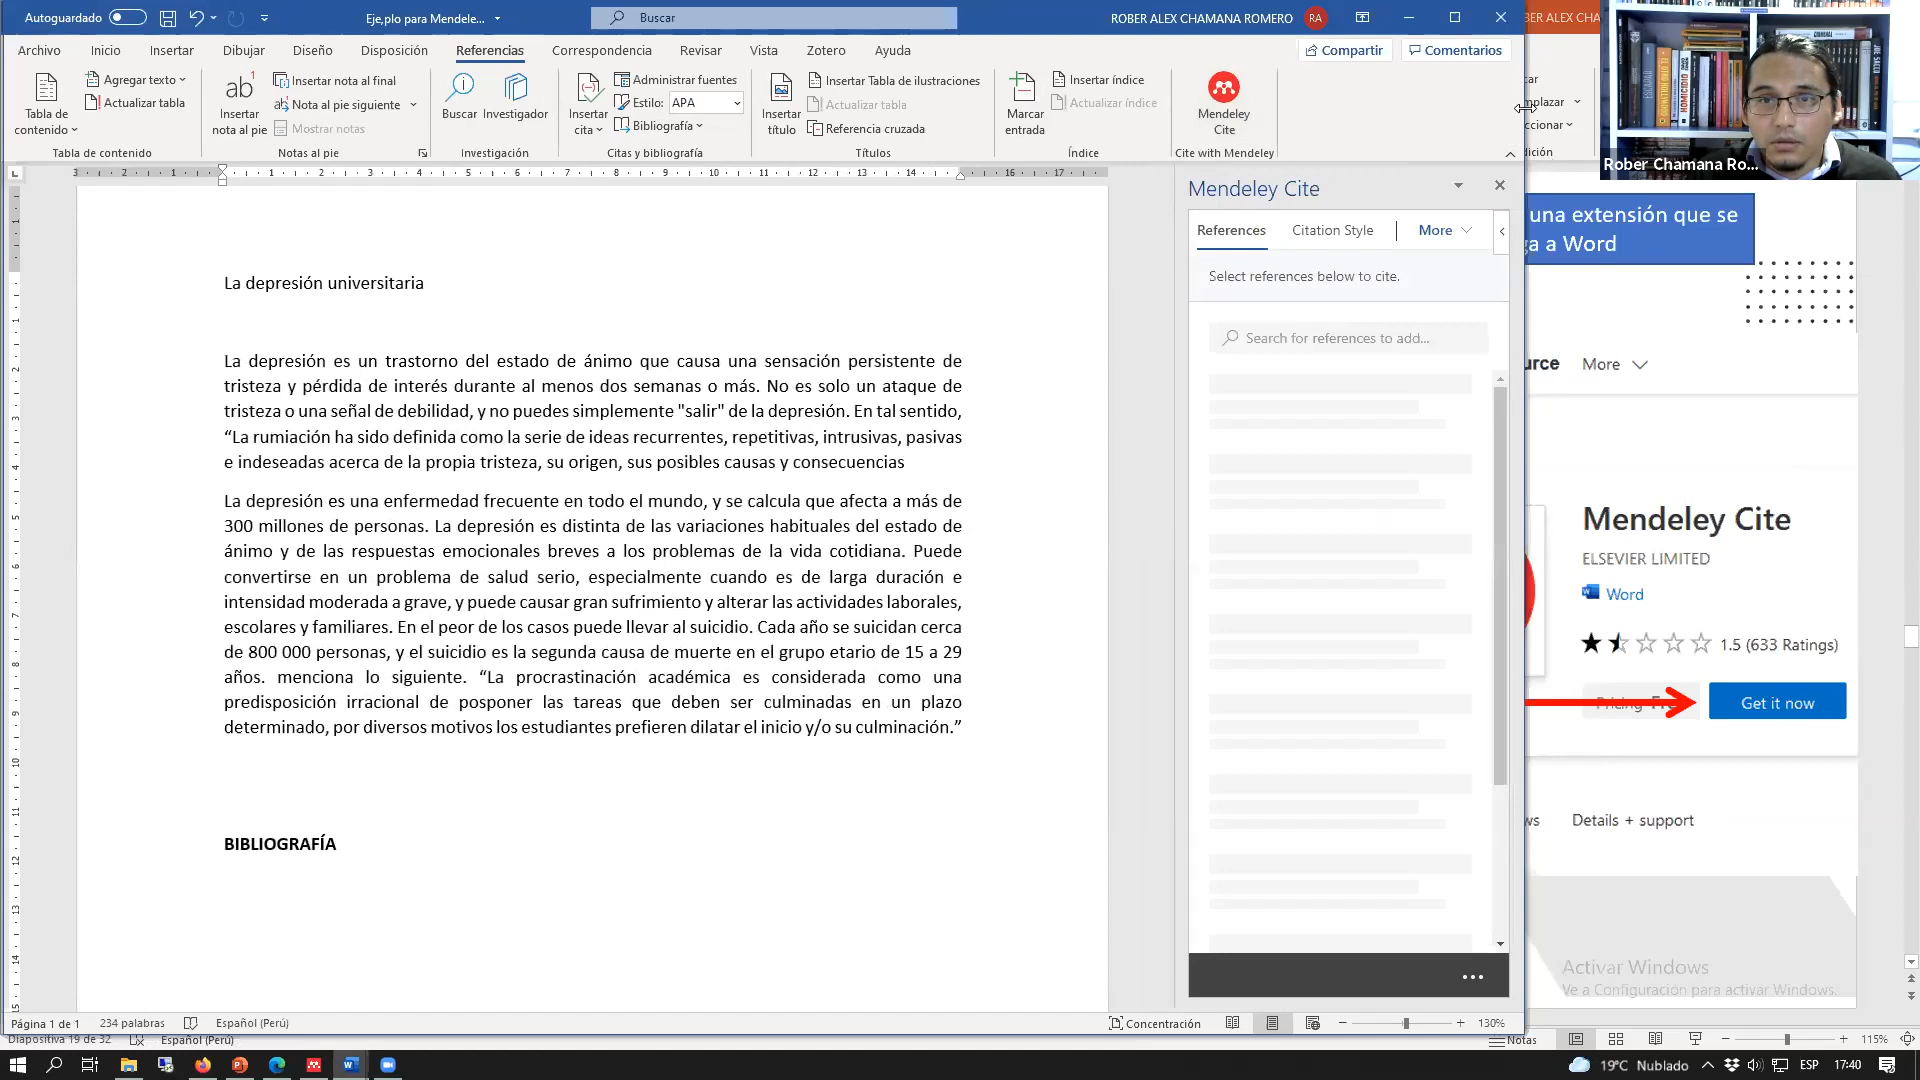 Autoguardado
Eje,plo para Mendele...
Buscar
ROBER ALEX CHAMANA ROMERO
RA
BER ALEX CHA
Archivo
Inicio
Insertar
Dibujar
Diseño
Disposición
Referencias
Correspondencia
Revisar
Vista
Zotero
Ayuda
Compartir
Comentarios
Tabla de contenido
Agregar texto
Actualizar tabla
Tabla de contenido
ab
Insertar nota al pie
Insertar nota al final
Nota al pie siguiente
Mostrar notas
Notas al pie
Buscar
Investigador
Investigación
Insertar cita
Administrar fuentes
Estilo: APA
Bibliografía
Citas y bibliografía
Insertar título
Insertar Tabla de ilustraciones
Actualizar tabla
Referencia cruzada
Títulos
Marcar entrada
Insertar índice
Actualizar índice
Índice
Mendeley Cite
Cite with Mendeley
Rober Chamana Ro...
La depresión universitaria
La depresión es un trastorno del estado de ánimo que causa una sensación persistente de
tristeza y pérdida de interés durante al menos dos semanas o más. No es solo un ataque de
tristeza o una señal de debilidad, y no puedes simplemente "salir" de la depresión. En tal sentido,
“La rumiación ha sido definida como la serie de ideas recurrentes, repetitivas, intrusivas, pasivas
e indeseadas acerca de la propia tristeza, su origen, sus posibles causas y consecuencias
La depresión es una enfermedad frecuente en todo el mundo, y se calcula que afecta a más de
300 millones de personas. La depresión es distinta de las variaciones habituales del estado de
ánimo y de las respuestas emocionales breves a los problemas de la vida cotidiana. Puede
convertirse en un problema de salud serio, especialmente cuando es de larga duración e
intensidad moderada a grave, y puede causar gran sufrimiento y alterar las actividades laborales,
escolares y familiares. En el peor de los casos puede llevar al suicidio. Cada año se suicidan cerca
de 800 000 personas, y el suicidio es la segunda causa de muerte en el grupo etario de 15 a 29
años. menciona lo siguiente. “La procrastinación académica es considerada como una
predisposición irracional de posponer las tareas que deben ser culminadas en un plazo
determinado, por diversos motivos los estudiantes prefieren dilatar el inicio y/o su culminación.”
BIBLIOGRAFÍA
Mendeley Cite
References
Citation Style
More
Select references below to cite.
Search for references to add...
una extensión que se
a Word
urce
More
Mendeley Cite
ELSEVIER LIMITED
Word
1.5 (633 Ratings)
Pricing
Get it now
ws
Details + support
Activar Windows
Ve a Configuración para activar Windows.
Página 1 de 1
234 palabras
Español (Perú)
Concentración
130%
Diapositiva 19 de 32
Español (Perú)
Notas
115%
19°C Nublado
ESP
17:40